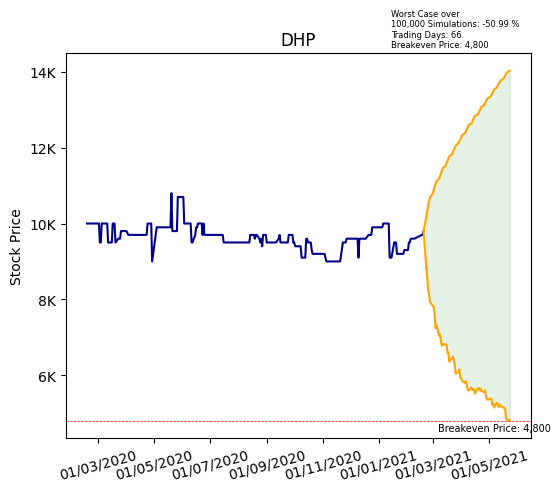 Worst Case over
100,000 Simulations: -50.99 %
Trading Days: 66
Breakeven Price: 4,800
DHP
Stock Price
14K
12K
10K
8K
6K
Breakeven Price: 4,800
01/03/2020
01/05/2020
01/07/2020
01/09/2020
01/11/2020
01/01/2021
01/03/2021
01/05/2021